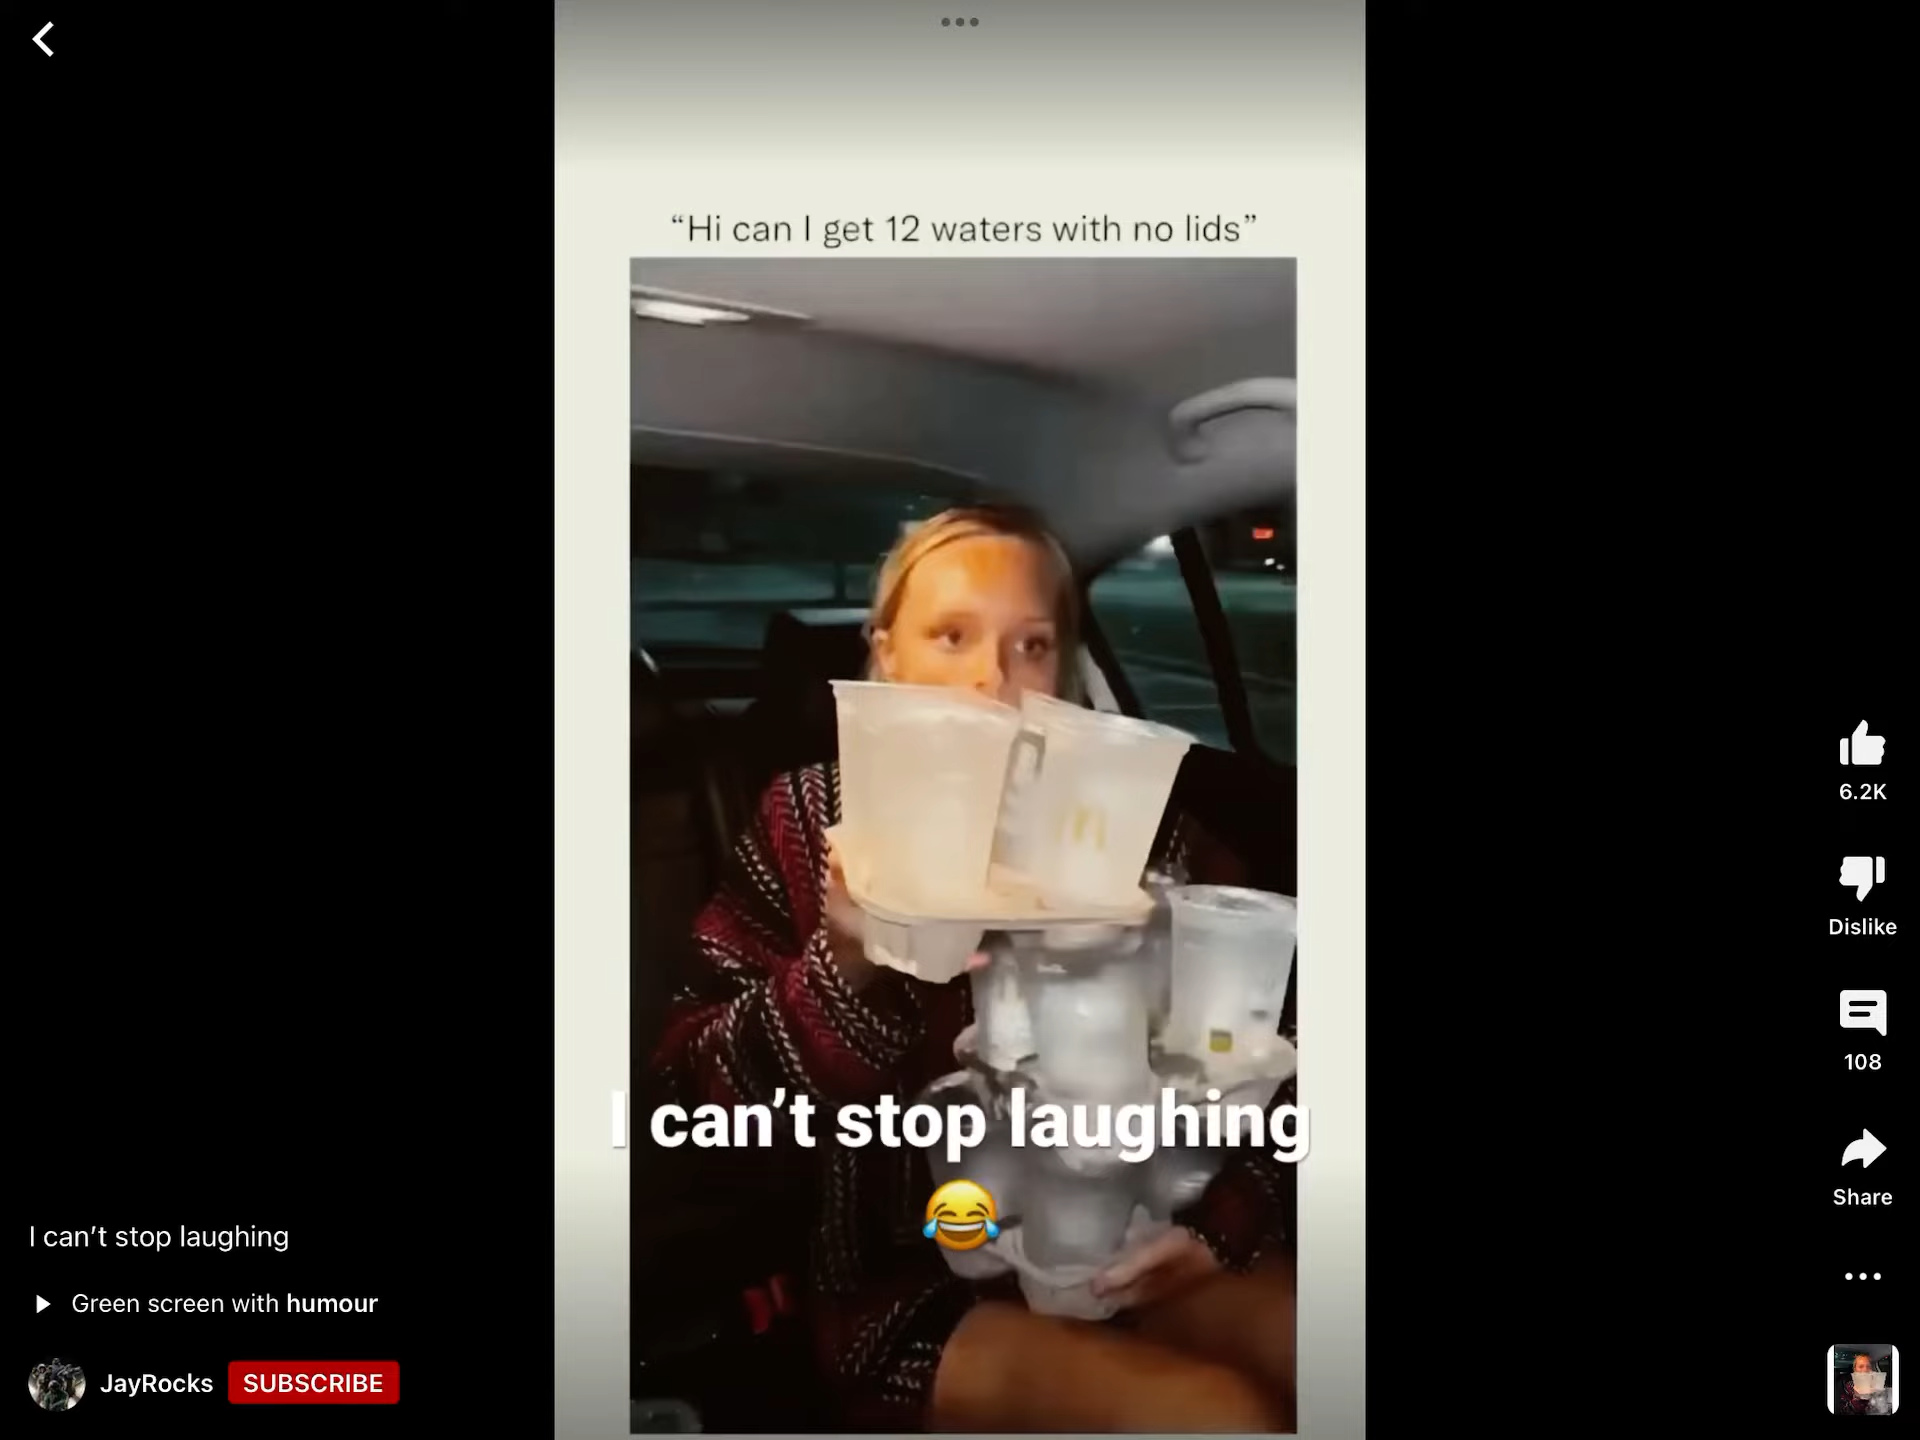 “Hi can I get 12 waters with no lids”
I can’t stop laughing
😂
6.2K
Dislike
108
Share
I can’t stop laughing
Green screen with humour
JayRocks
SUBSCRIBE